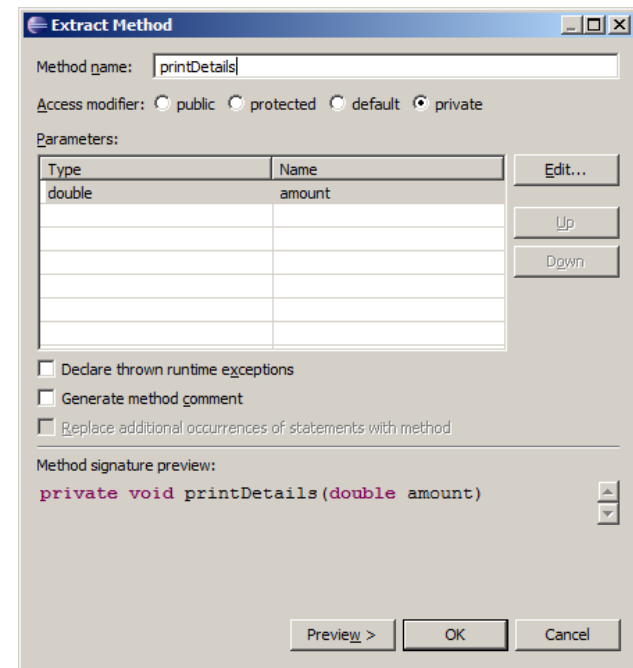 Extract Method
Method name: printDetails
Access modifier: public protected default private
Parameters:
Type Name
double amount
Edit...
Up
Down
Declare thrown runtime exceptions
Generate method comment
Replace additional occurrences of statements with method
Method signature preview:
private void printDetails(double amount)
Preview > OK Cancel